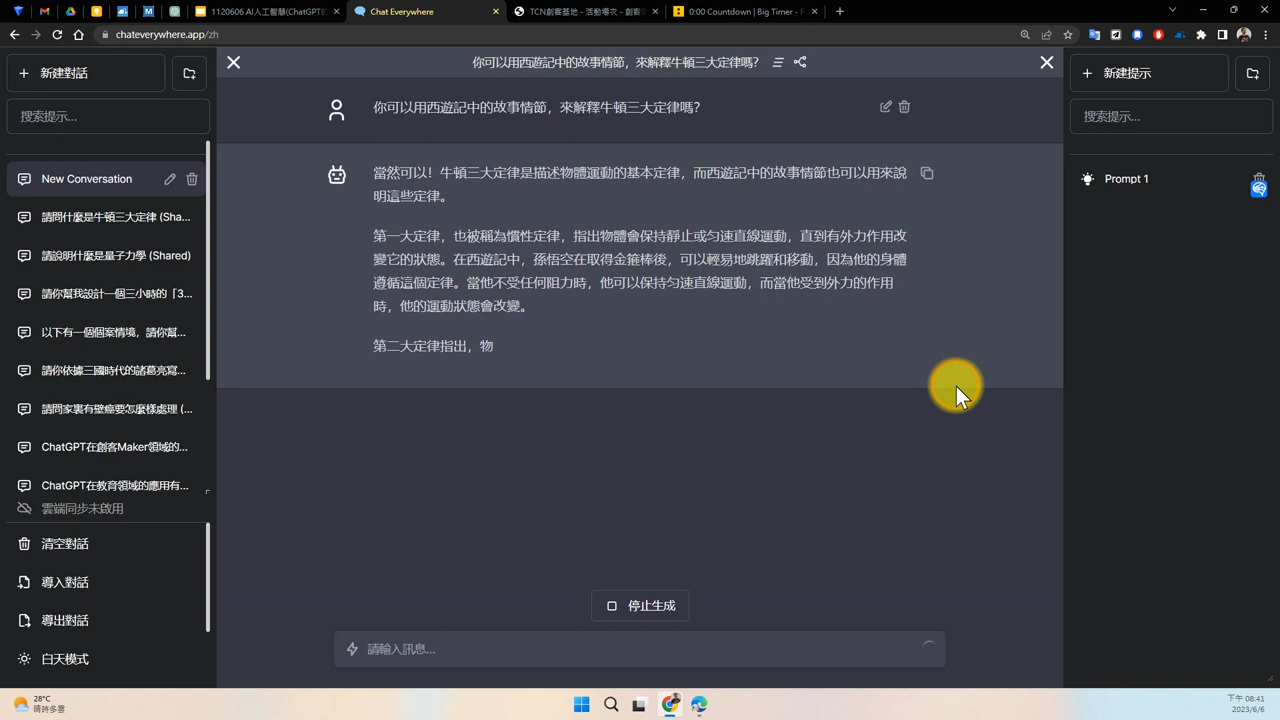 1120606 AI人工智慧(ChatGPT的
Chat Everywhere
TCN創客基地 - 活動場次 - 創客
0:00 Countdown | Big Timer - F
chateverywhere.app/zh
新建對話
搜索提示...
New Conversation
請問什麼是牛頓三大定律 (Sha...
請說明什麼是量子力學 (Shared)
請你幫我設計一個三小時的「3...
以下有一個個案情境，請你幫...
請你依據三國時代的諸葛亮寫...
請問家裏有壁癌要怎麼樣處理 (...
ChatGPT在創客Maker領域的...
ChatGPT在教育領域的應用有...
雲端同步未啟用
清空對話
導入對話
導出對話
白天模式
你可以用西遊記中的故事情節，來解釋牛頓三大定律嗎?
你可以用西遊記中的故事情節，來解釋牛頓三大定律嗎?
當然可以！牛頓三大定律是描述物體運動的基本定律，而西遊記中的故事情節也可以用來說
明這些定律。
第一大定律，也被稱為慣性定律，指出物體會保持靜止或勻速直線運動，直到有外力作用改
變它的狀態。在西遊記中，孫悟空在取得金箍棒後，可以輕易地跳躍和移動，因為他的身體
遵循這個定律。當他不受任何阻力時，他可以保持勻速直線運動，而當他受到外力的作用
時，他的運動狀態會改變。
第二大定律指出，物
停止生成
請輸入訊息...
新建提示
搜索提示...
Prompt 1
28°C
晴時多雲
下午 08:41
2023/6/6